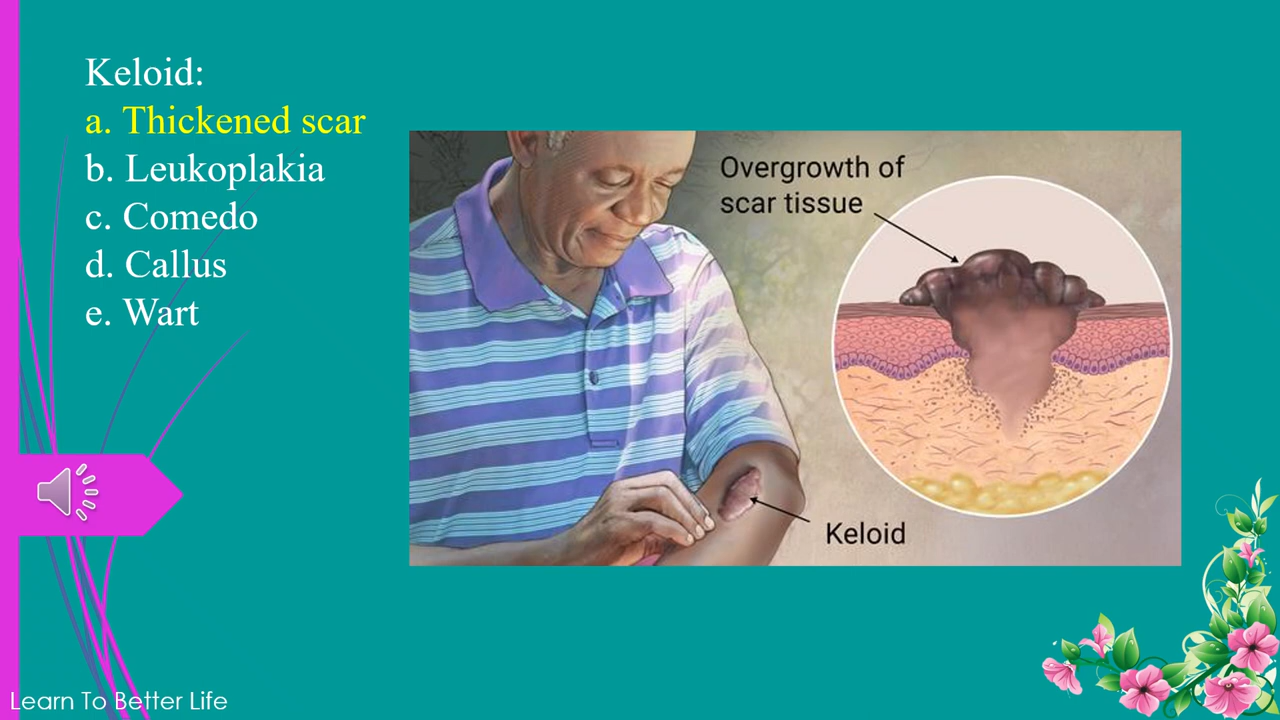 Keloid:
a. Thickened scar
b. Leukoplakia
c. Comedo
d. Callus
e. Wart
Overgrowth of
scar tissue
Keloid
Learn To Better Life